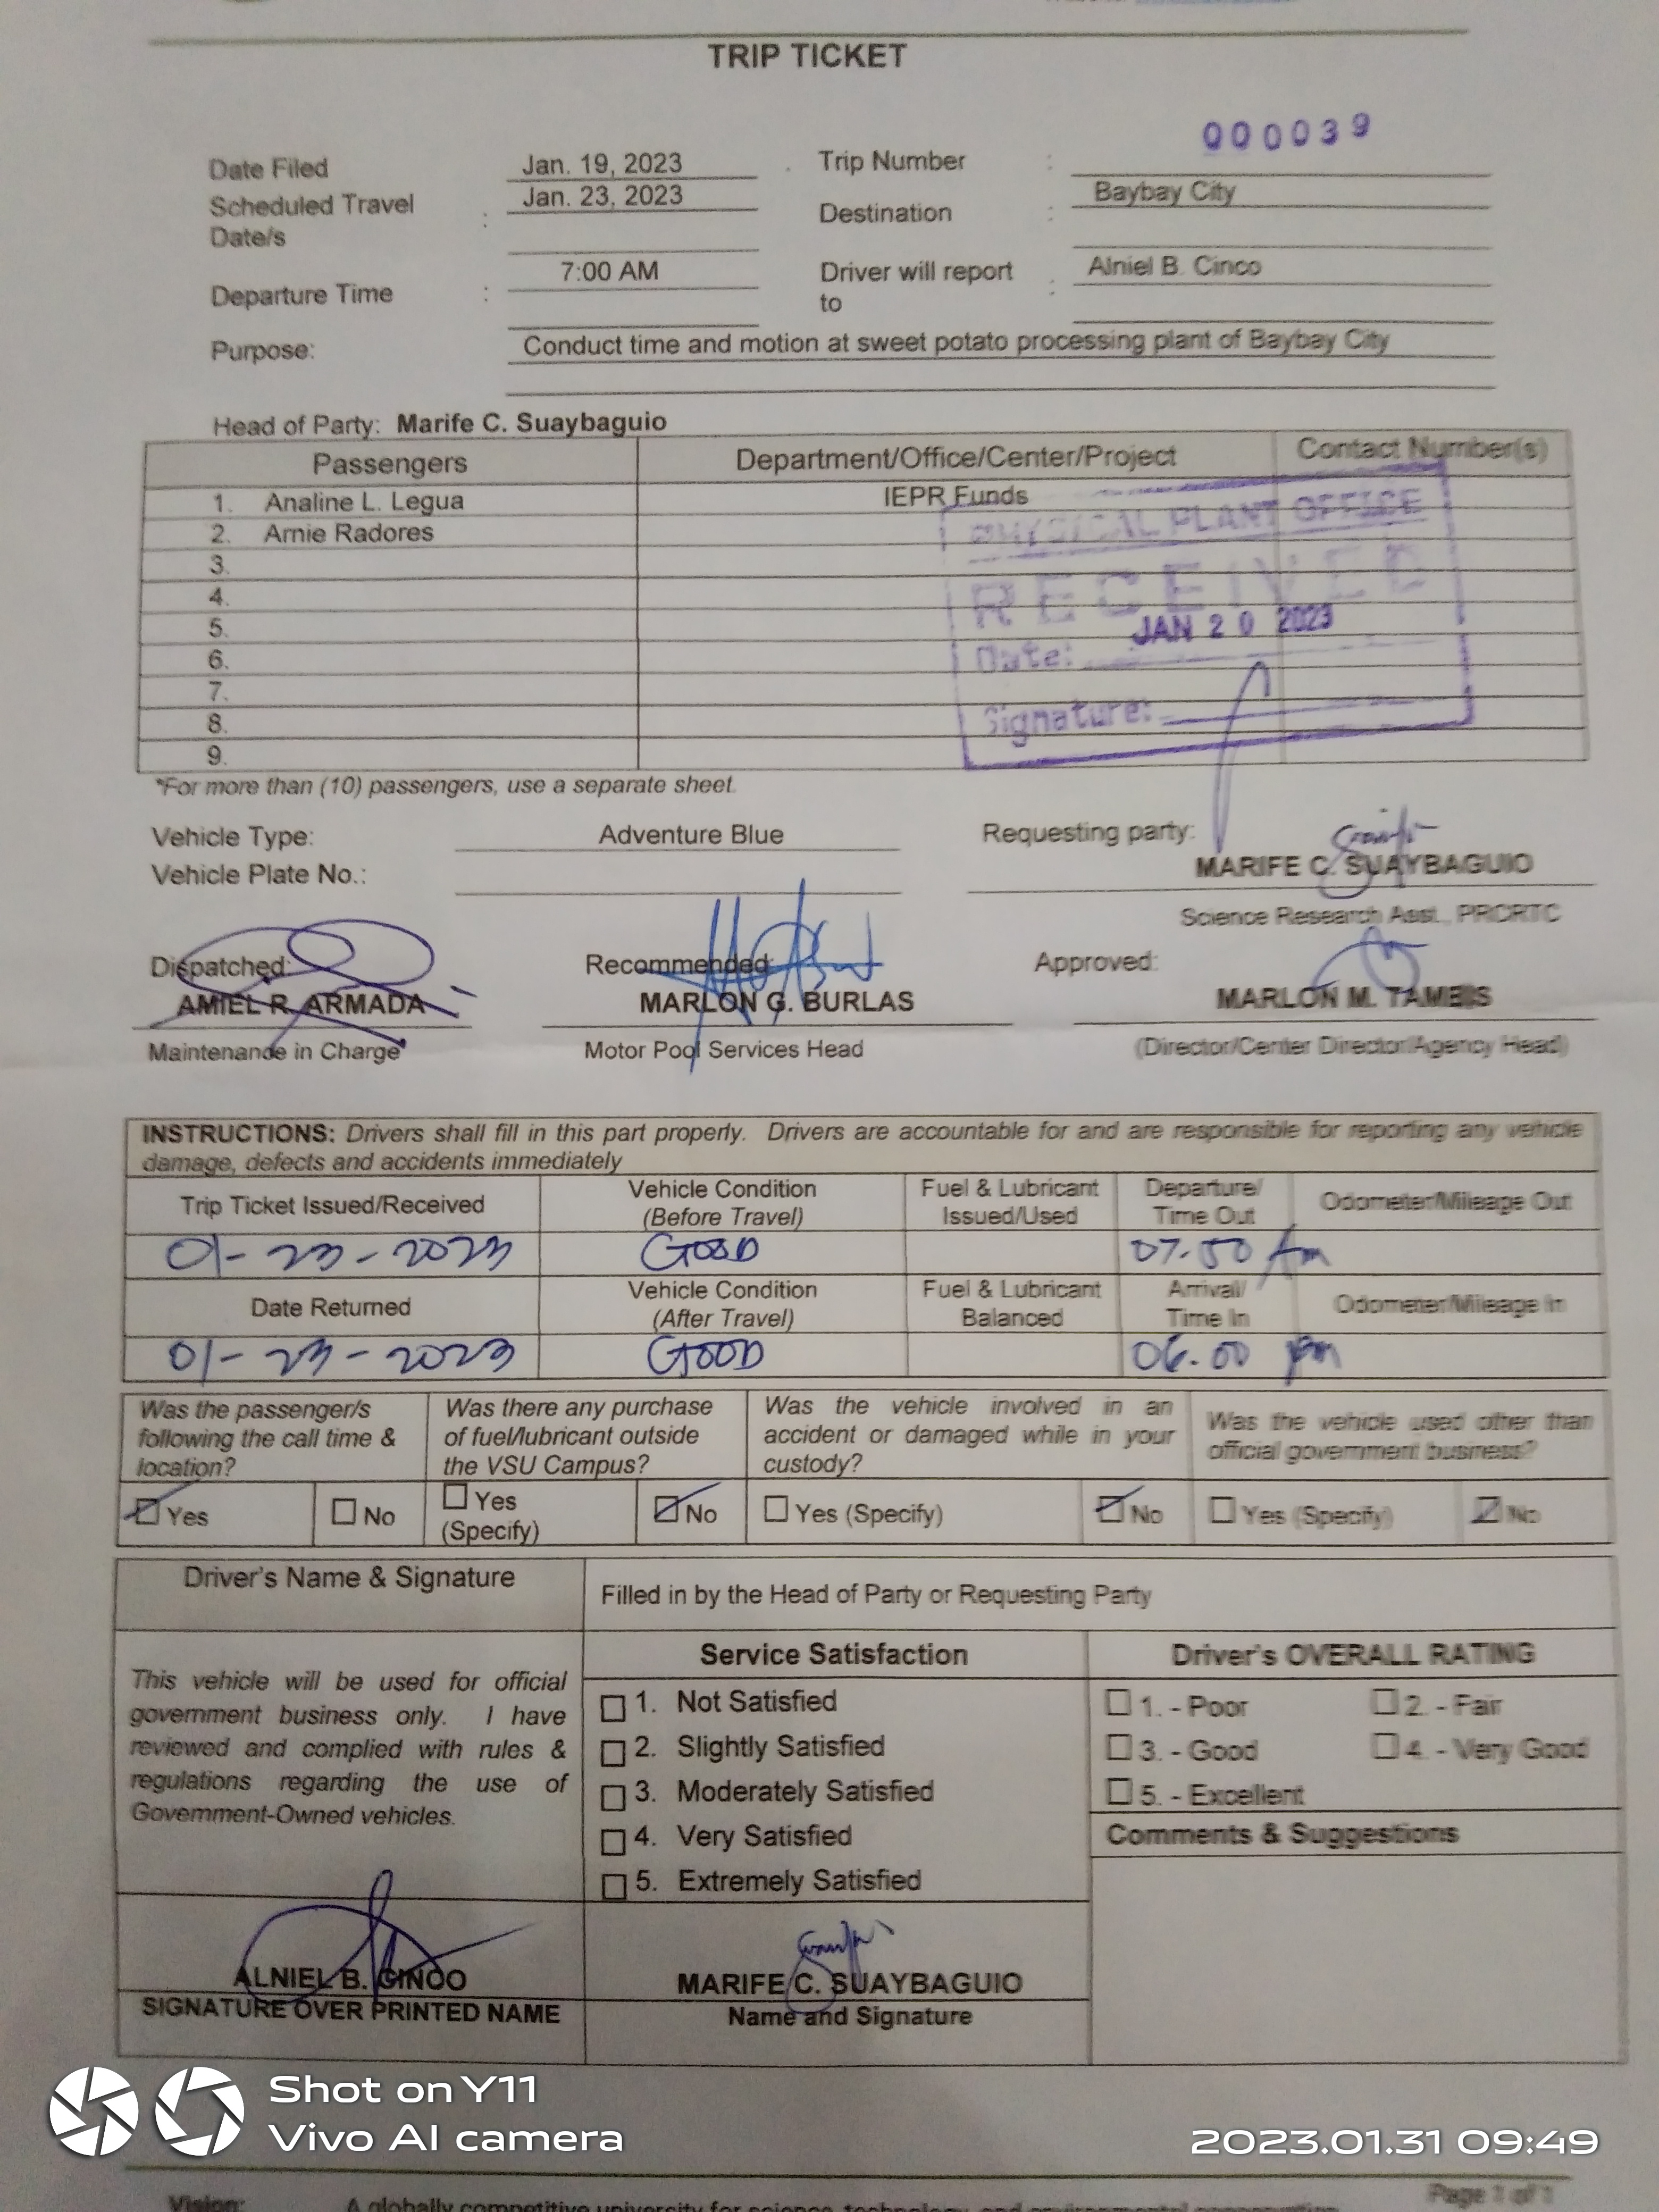 TRIP TICKET
000039
Date Filed Jan. 19, 2023 Trip Number :
Scheduled Travel Date/s : Jan. 23, 2023 Destination : Baybay City
Departure Time : 7:00 AM Driver will report to : Alniel B. Cinco
Purpose: Conduct time and motion at sweet potato processing plant of Baybay City
Head of Party: Marife C. Suaybaguio
Passengers Department/Office/Center/Project Contact Number(s)
1. Analine L. Legua IEPR Funds
2. Arnie Radores
3.
4.
5.
6.
7.
8.
9.
PHYSICAL PLANT OFFICE
RECEIVED
Date: JAN 20 2023
Signature:
*For more than (10) passengers, use a separate sheet.
Vehicle Type: Adventure Blue Requesting party:
Vehicle Plate No.: MARIFE C. SUAYBAGUIO
Science Research Asst., PRCRTC
Dispatched: Recommended: Approved:
AMIEL R. ARMADA MARLON G. BURLAS MARLON M. TAMBIS
Maintenance in Charge Motor Pool Services Head (Director/Center Director/Agency Head)
INSTRUCTIONS: Drivers shall fill in this part properly. Drivers are accountable for and are responsible for reporting any vehicle
damage, defects and accidents immediately
Trip Ticket Issued/Received Vehicle Condition (Before Travel) Fuel & Lubricant Issued/Used Departure/ Time Out Odometer/Mileage Out
01-23-2023 GOOD 07.50 Am
Date Returned Vehicle Condition (After Travel) Fuel & Lubricant Balanced Arrival/ Time In Odometer/Mileage In
01-23-2023 GOOD 06.00 pm
Was the passenger/s following the call time & location? Was there any purchase of fuel/lubricant outside the VSU Campus? Was the vehicle involved in an accident or damaged while in your custody? Was the vehicle used other than official government business?
Yes No Yes (Specify) No Yes (Specify) No Yes (Specify) No
Driver's Name & Signature Filled in by the Head of Party or Requesting Party
Service Satisfaction Driver's OVERALL RATING
This vehicle will be used for official
government business only. I have
reviewed and complied with rules &
regulations regarding the use of
Government-Owned vehicles.
1. Not Satisfied
2. Slightly Satisfied
3. Moderately Satisfied
4. Very Satisfied
5. Extremely Satisfied
1. - Poor 2. - Fair
3. - Good 4. - Very Good
5. - Excellent
Comments & Suggestions
ALNIEL B. CINCO MARIFE C. SUAYBAGUIO
SIGNATURE OVER PRINTED NAME Name and Signature
Shot on Y11
Vivo AI camera
2023.01.31 09:49
Page 1 of 1
Vision: A globally competitive university for science, technology, and environmental conservation